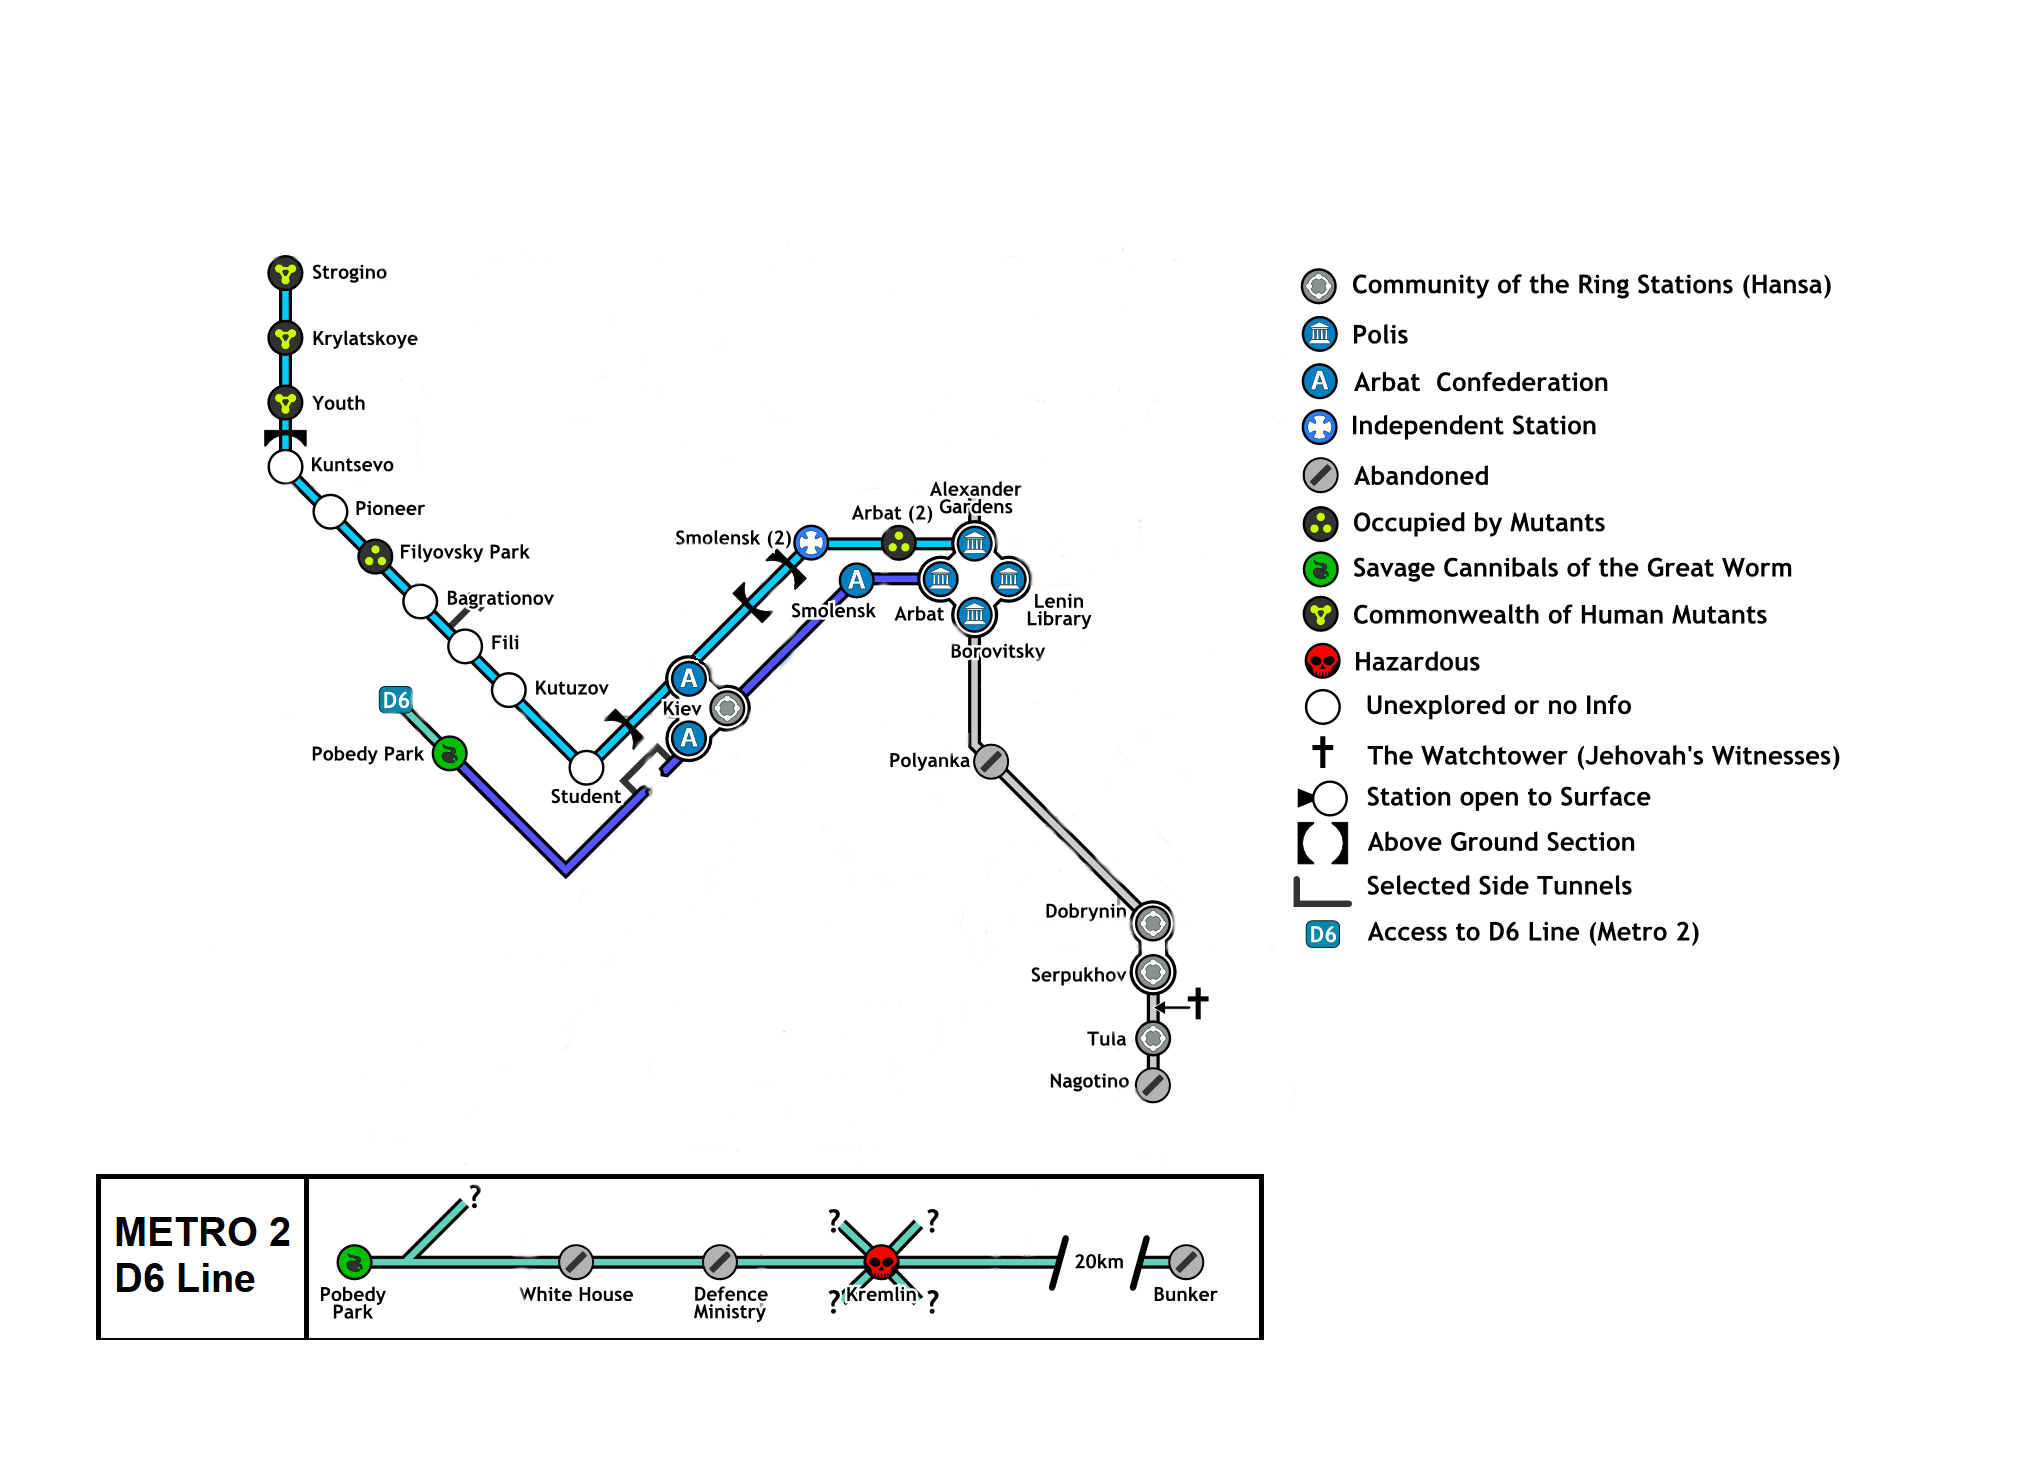 Strogino
Krylatskoye
Youth
Kuntsevo
Pioneer
Filyovsky Park
Bagrationov
Fili
Kutuzov
Student
D6
Pobedy Park
Smolensk (2)
Arbat (2)
Alexander
Gardens
A
Smolensk
Arbat
Lenin
Library
Borovitsky
A
Kiev
A
Polyanka
Dobrynin
Serpukhov
Tula
Nagotino
Community of the Ring Stations (Hansa)
Polis
A Arbat Confederation
Independent Station
Abandoned
Occupied by Mutants
Savage Cannibals of the Great Worm
Commonwealth of Human Mutants
Hazardous
Unexplored or no Info
The Watchtower (Jehovah's Witnesses)
Station open to Surface
Above Ground Section
Selected Side Tunnels
D6 Access to D6 Line (Metro 2)
METRO 2
D6 Line
?
? ?
20km
Pobedy
Park
White House
Defence
Ministry
? Kremlin ?
Bunker